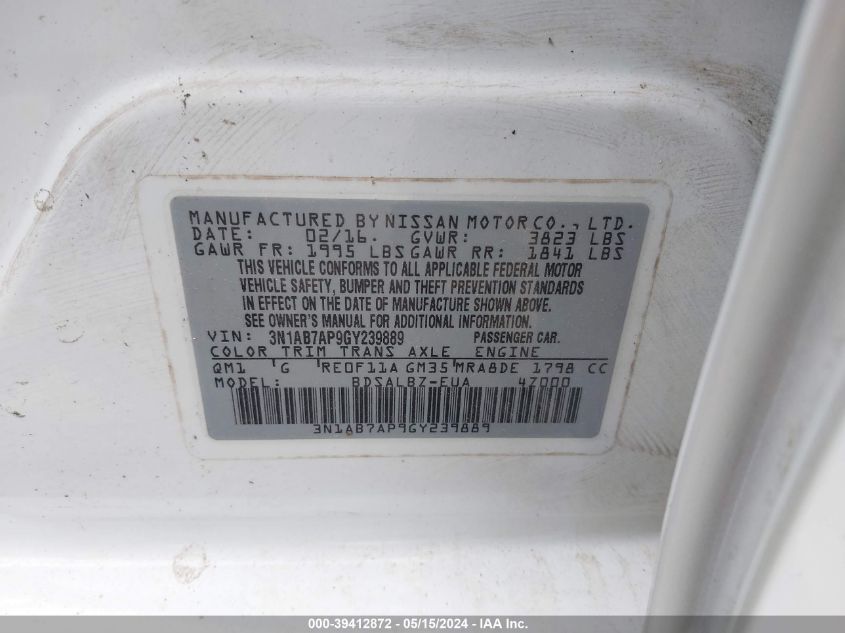 MANUFACTURED BY NISSAN MOTOR CO., LTD.
DATE: 02/16. GVWR: 3823 LBS
GAWR FR: 1995 LBS GAWR RR: 1841 LBS
THIS VEHICLE CONFORMS TO ALL APPLICABLE FEDERAL MOTOR
VEHICLE SAFETY, BUMPER AND THEFT PREVENTION STANDARDS
IN EFFECT ON THE DATE OF MANUFACTURE SHOWN ABOVE.
SEE OWNER'S MANUAL FOR ADDITIONAL INFORMATION.
VIN: 3N1AB7AP9GY239889 PASSENGER CAR.
COLOR TRIM TRANS AXLE ENGINE
QM1 G RE0F11A GM35 MRA8DE 1798 CC
MODEL: BDSALBZ-EUA 47000
3N1AB7AP9GY239889
000-39412872 - 05/15/2024 - IAA Inc.